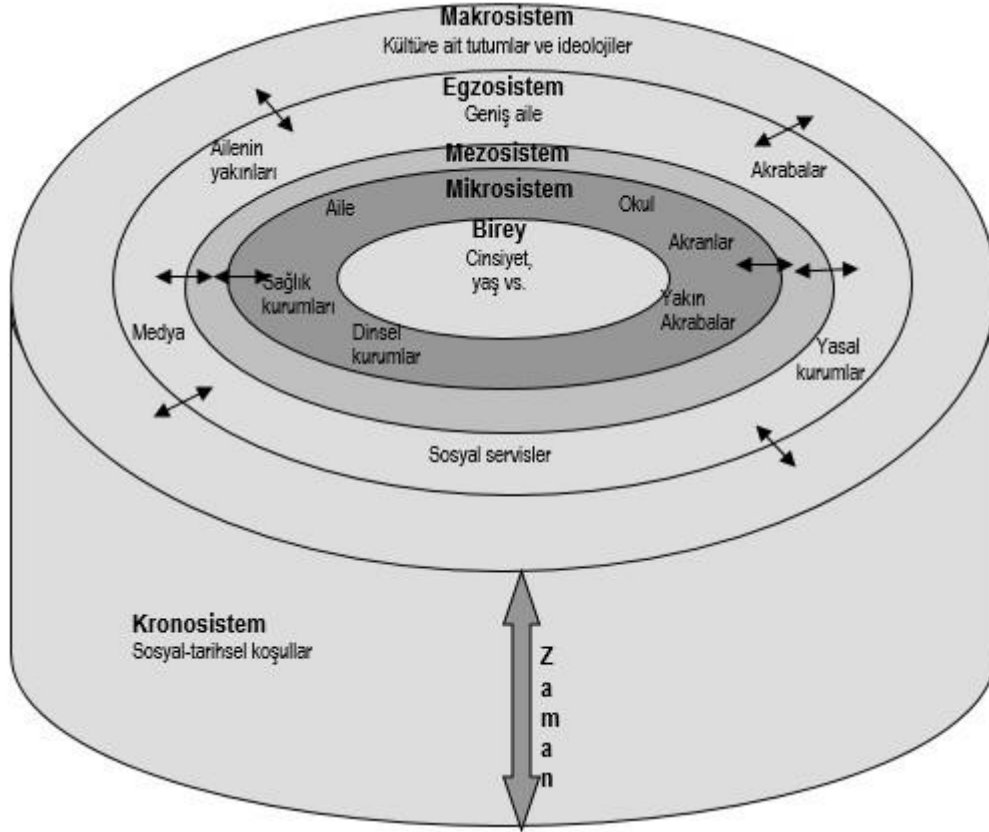 Makrosistem
Kültüre ait tutumlar ve ideolojiler
Egzosistem
Geniş aile
Ailenin
yakınları
Akrabalar
Mezosistem
Mikrosistem
Aile
Okul
Birey
Cinsiyet,
yaş vs.
Akranlar
Sağlık
kurumları
Yakın
Akrabalar
Dinsel
kurumlar
Medya
Yasal
kurumlar
Sosyal servisler
Kronosistem
Sosyal-tarihsel koşullar
Z
a
m
a
n